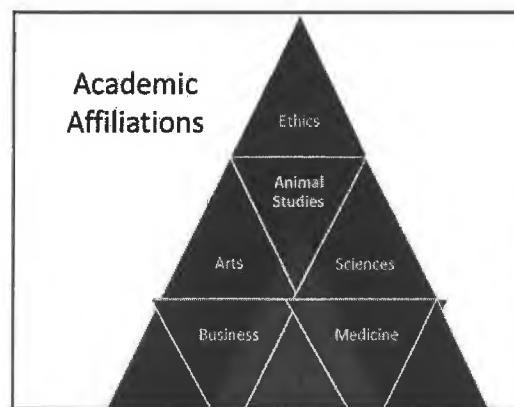 Academic
Affiliations
Ethics
Animal
Studies
Arts
Sciences
Business
Medicine